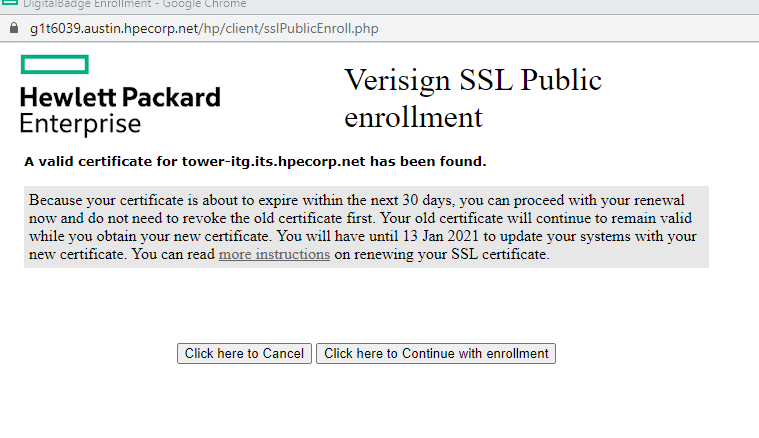 DigitalBadge Enrollment - Google Chrome
g1t6039.austin.hpecorp.net/hp/client/sslPublicEnroll.php
Hewlett Packard
Enterprise
Verisign SSL Public
enrollment
A valid certificate for tower-itg.its.hpecorp.net has been found.
Because your certificate is about to expire within the next 30 days, you can proceed with your renewal
now and do not need to revoke the old certificate first. Your old certificate will continue to remain valid
while you obtain your new certificate. You will have until 13 Jan 2021 to update your systems with your
new certificate. You can read more instructions on renewing your SSL certificate.
Click here to Cancel Click here to Continue with enrollment